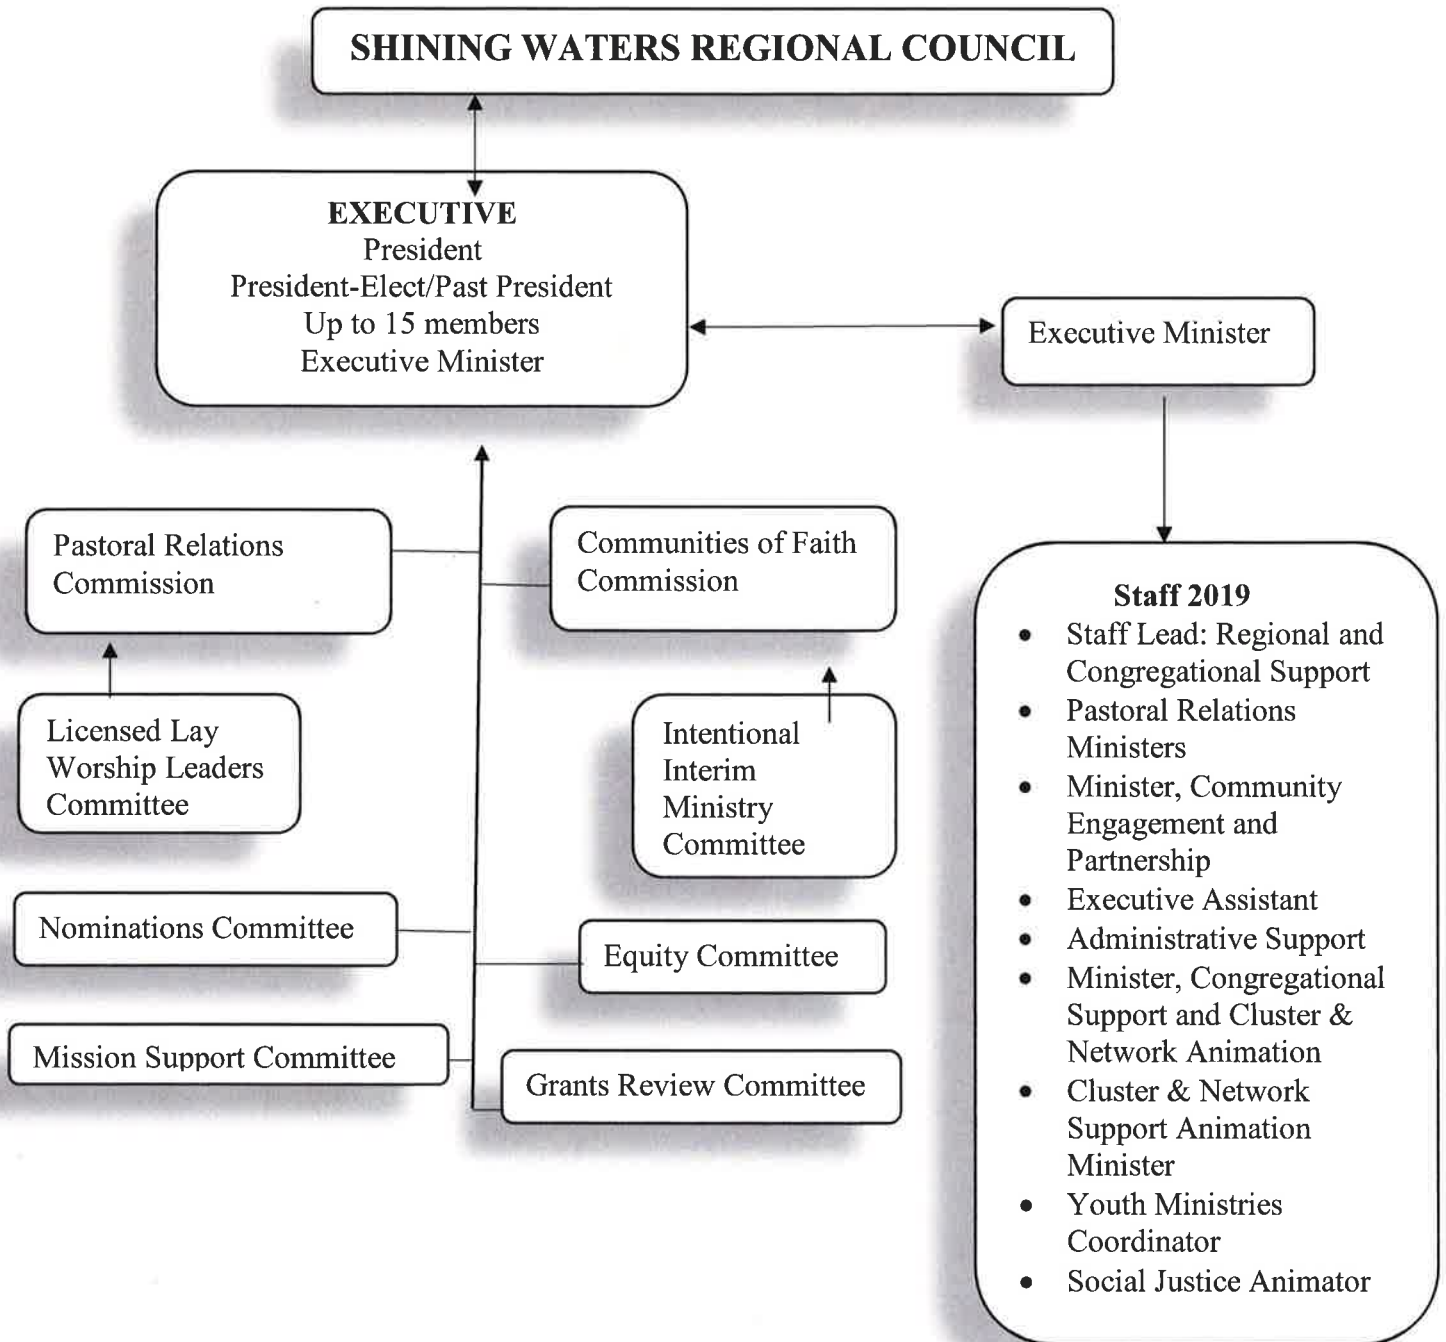 SHINING WATERS REGIONAL COUNCIL
EXECUTIVE
President
President-Elect/Past President
Up to 15 members
Executive Minister
Executive Minister
Pastoral Relations
Commission
Communities of Faith
Commission
Licensed Lay
Worship Leaders
Committee
Intentional
Interim
Ministry
Committee
Nominations Committee
Equity Committee
Mission Support Committee
Grants Review Committee
Staff 2019
• Staff Lead: Regional and
Congregational Support
• Pastoral Relations
Ministers
• Minister, Community
Engagement and
Partnership
• Executive Assistant
• Administrative Support
• Minister, Congregational
Support and Cluster &
Network Animation
• Cluster & Network
Support Animation
Minister
• Youth Ministries
Coordinator
• Social Justice Animator